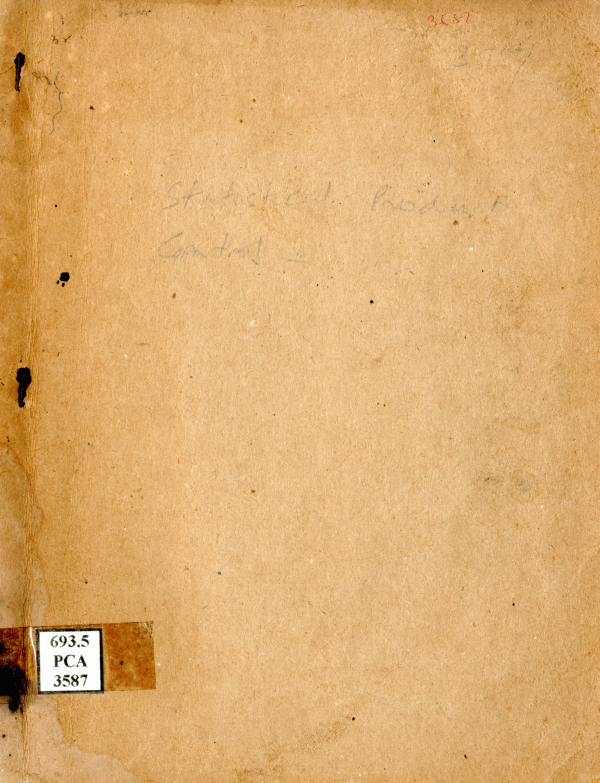 3587
Statistical Product
Control -
693.5
PCA
3587